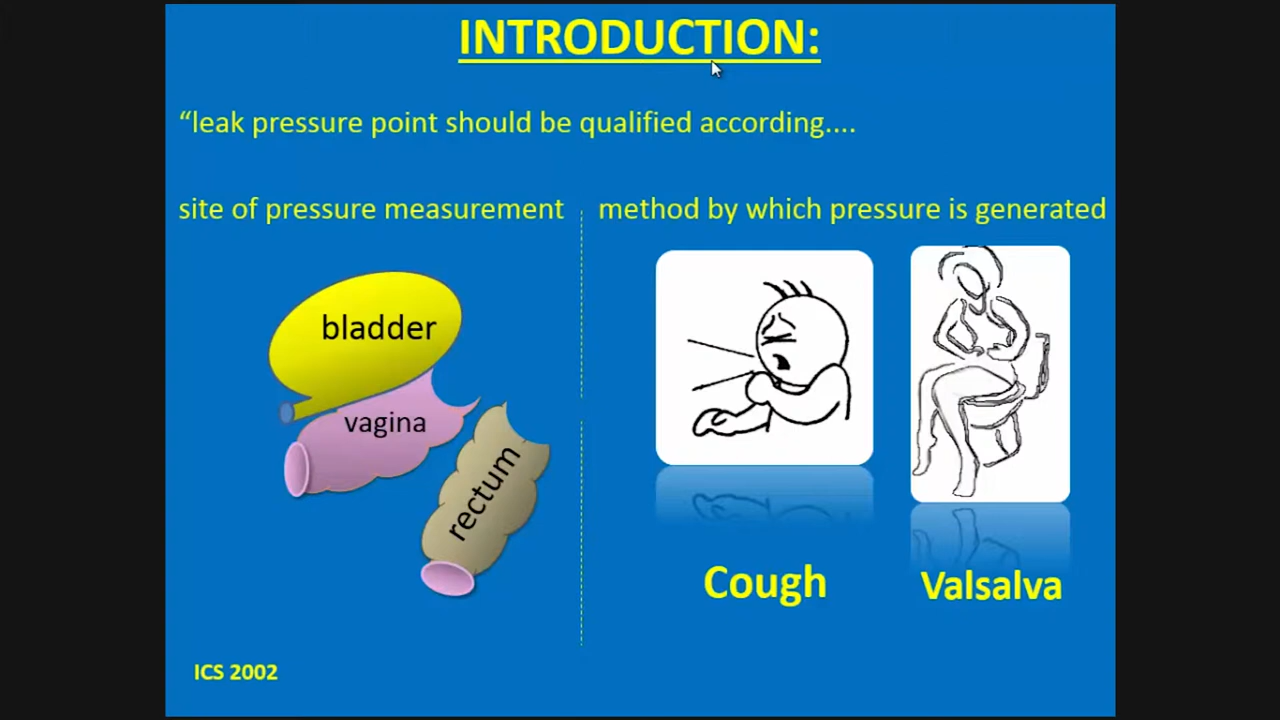 INTRODUCTION:
“leak pressure point should be qualified according....
site of pressure measurement
method by which pressure is generated
bladder
vagina
rectum
Cough
Valsalva
ICS 2002